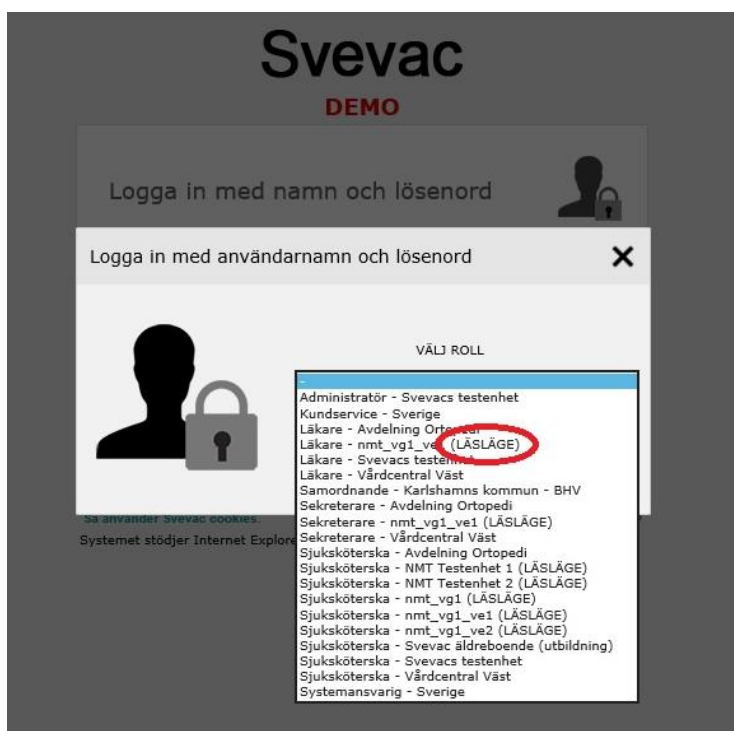 Svevac
DEMO
Logga in med namn och lösenord
Logga in med användarnamn och lösenord
VÄLJ ROLL
-
Administratör - Svevacs testenhet
Kundservice - Sverige
Läkare - Avdelning Ortopedi
Läkare - nmt_vg1_ve1 (LÄSLÄGE)
Läkare - Svevacs testenhet
Läkare - Vårdcentral Väst
Samordnande - Karlshamns kommun - BHV
Sekreterare - Avdelning Ortopedi
Sekreterare - nmt_vg1_ve1 (LÄSLÄGE)
Sekreterare - Vårdcentral Väst
Sjuksköterska - Avdelning Ortopedi
Sjuksköterska - NMT Testenhet 1 (LÄSLÄGE)
Sjuksköterska - NMT Testenhet 2 (LÄSLÄGE)
Sjuksköterska - nmt_vg1 (LÄSLÄGE)
Sjuksköterska - nmt_vg1_ve1 (LÄSLÄGE)
Sjuksköterska - nmt_vg1_ve2 (LÄSLÄGE)
Sjuksköterska - Svevac äldreboende (utbildning)
Sjuksköterska - Svevacs testenhet
Sjuksköterska - Vårdcentral Väst
Systemansvarig - Sverige
Så använder Svevac cookies.
Systemet stödjer Internet Explore